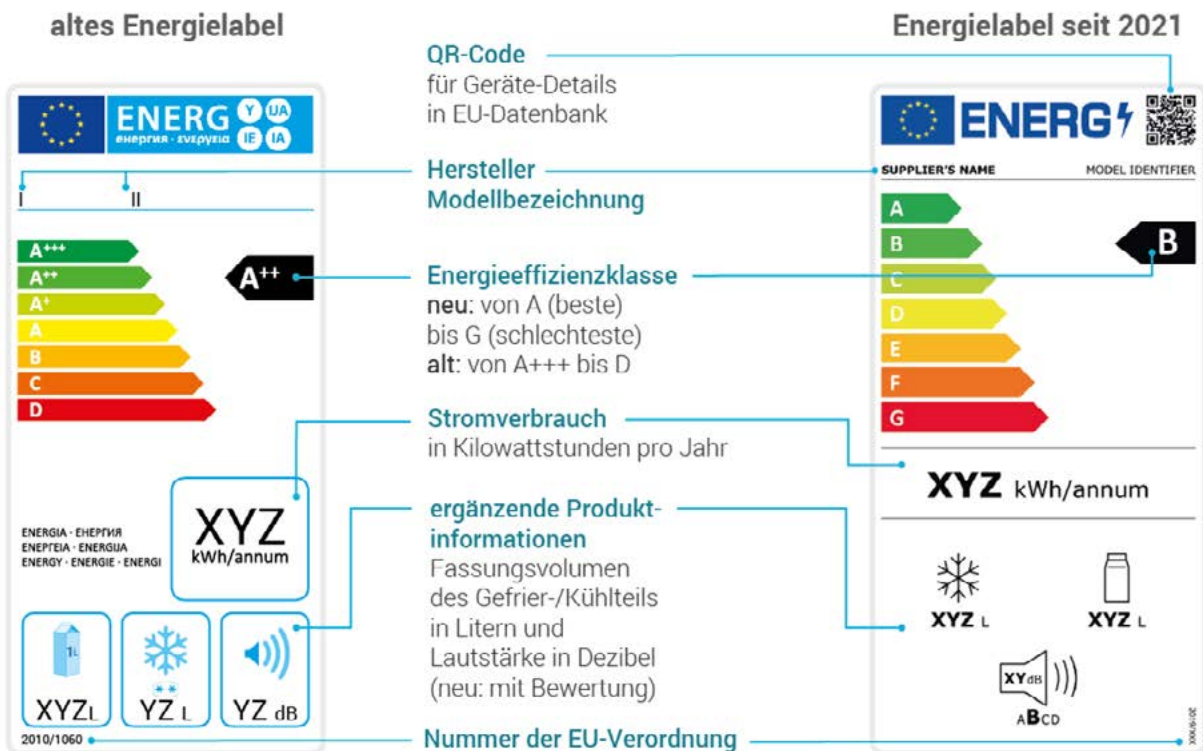 altes Energielabel
ENERG
енергия · ενεργεια
Y
IJA
IE
IA
I
II
A+++
A++
A+
A
B
C
D
A++
ENERGIA · ЕНЕРГИЯ
ΕΝΕΡΓΕΙΑ · ENERGIJA
ENERGY · ENERGIE · ENERGI
XYZ
kWh/annum
1L
XYZ L
YZ L
YZ dB
2010/1060
QR-Code
für Geräte-Details
in EU-Datenbank
Hersteller
Modellbezeichnung
Energieeffizienzklasse
neu: von A (beste)
bis G (schlechteste)
alt: von A+++ bis D
Stromverbrauch
in Kilowattstunden pro Jahr
ergänzende Produkt-
informationen
Fassungsvolumen
des Gefrier-/Kühlteils
in Litern und
Lautstärke in Dezibel
(neu: mit Bewertung)
Nummer der EU-Verordnung
Energielabel seit 2021
ENERG
SUPPLIER'S NAME MODEL IDENTIFIER
A
B
C
D
E
F
G
B
XYZ kWh/annum
XYZ L
XYZ L
XY dB
ABCD